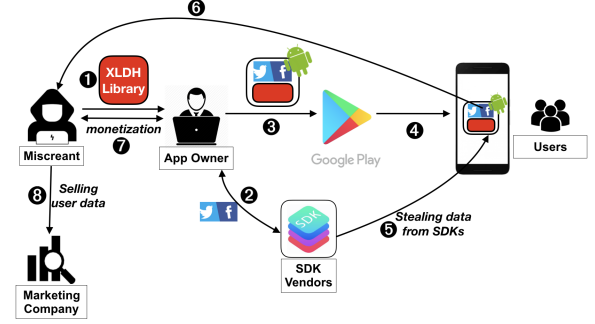 6
1
XLDH
Library
monetization
7
Miscreant
App Owner
3
Google Play
4
Users
8
Selling
user data
2
SDK
5
Stealing data
from SDKs
SDK
Vendors
Marketing
Company